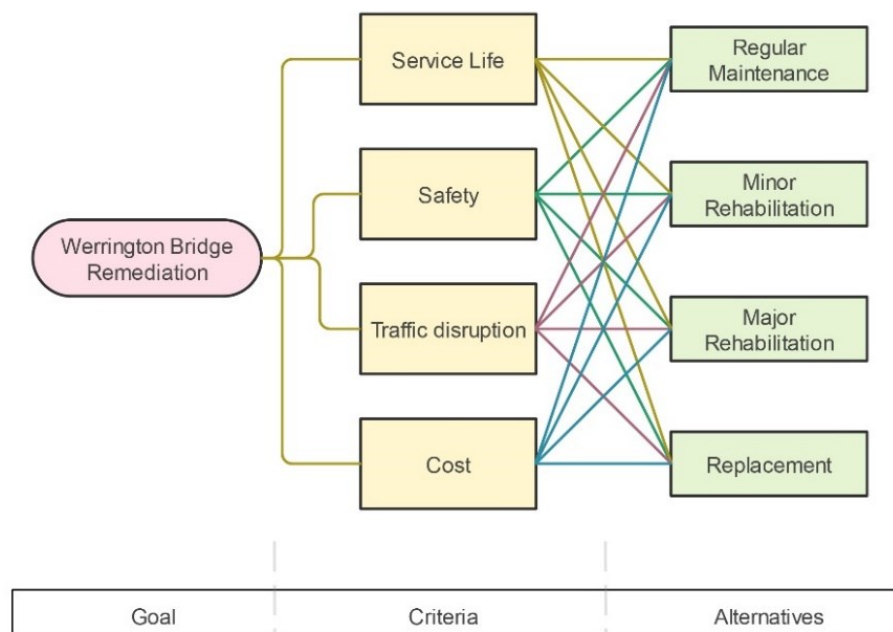 Service Life
Regular
Maintenance
Safety
Minor
Rehabilitation
Werrington Bridge
Remediation
Traffic disruption
Major
Rehabilitation
Cost
Replacement
Goal
Criteria
Alternatives